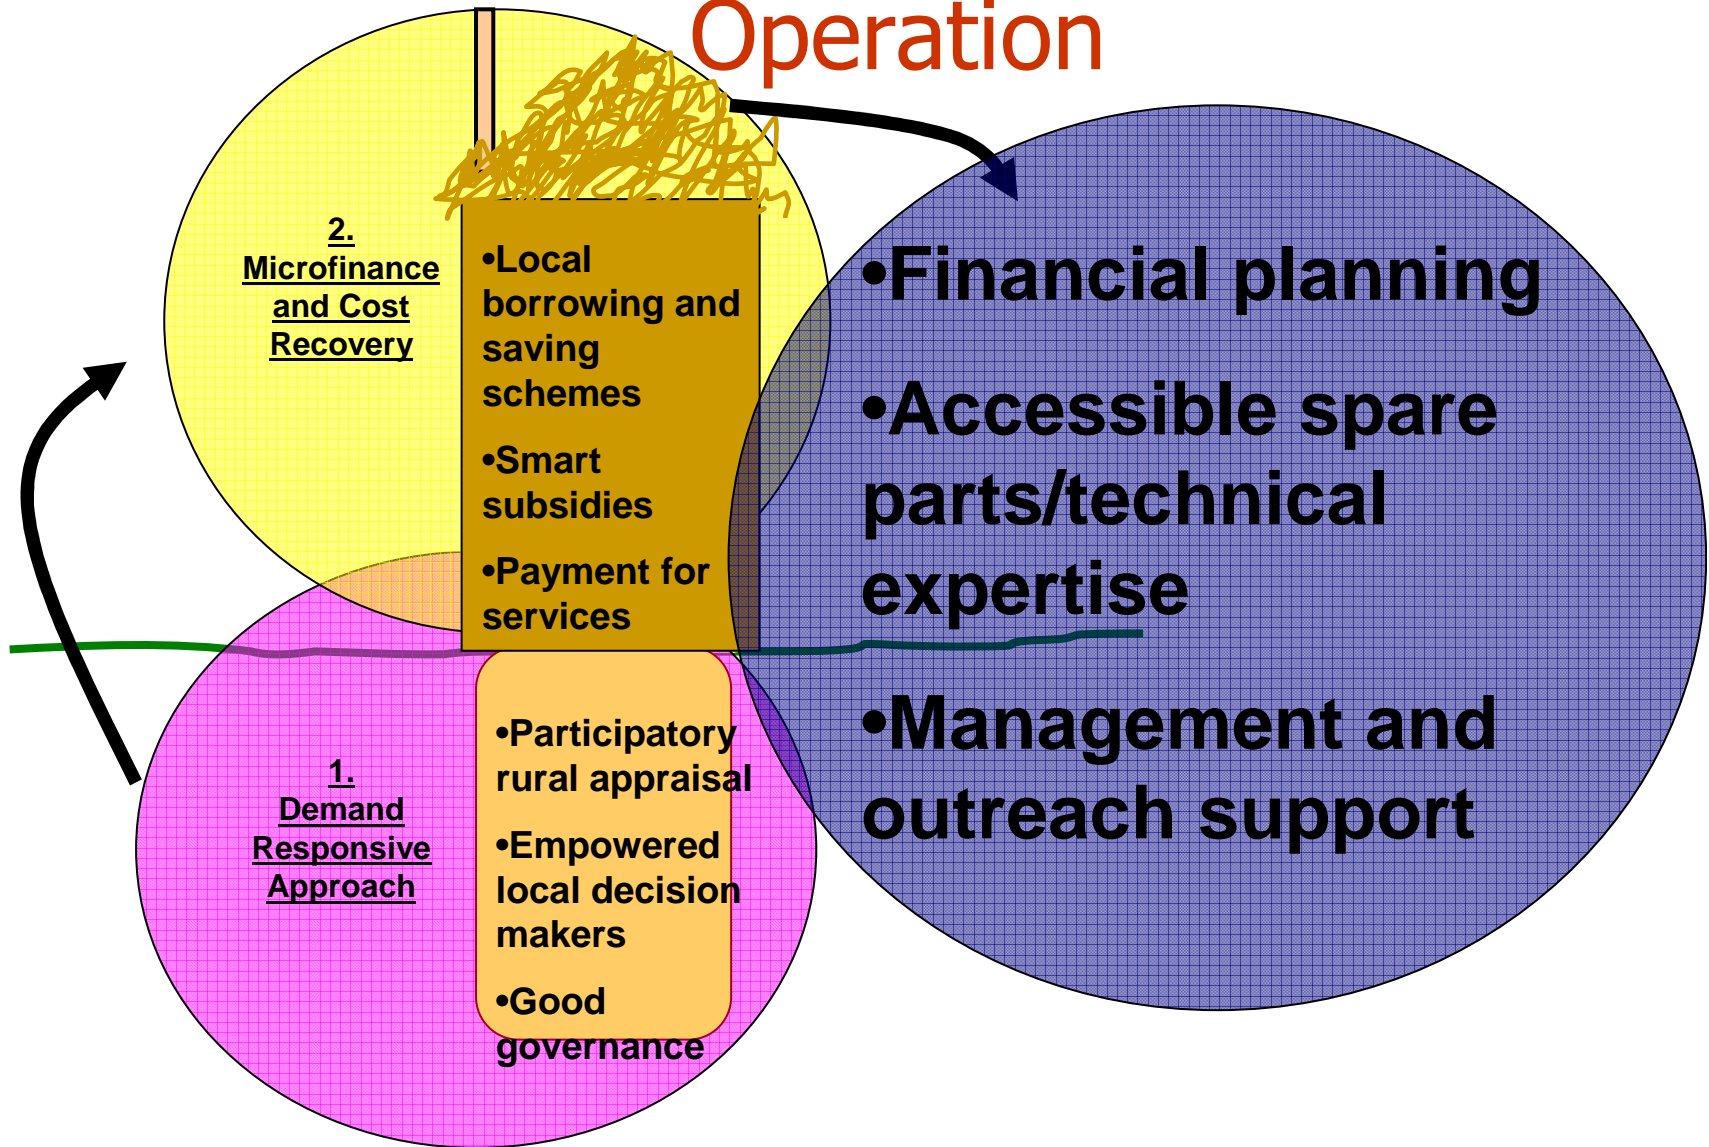 Operation
2.
Microfinance
and Cost
Recovery
•Local
borrowing and
saving
schemes
•Smart
subsidies
•Payment for
services
•Financial planning
•Accessible spare
parts/technical
expertise
•Management and
outreach support
1.
Demand
Responsive
Approach
•Participatory
rural appraisal
•Empowered
local decision
makers
•Good
governance